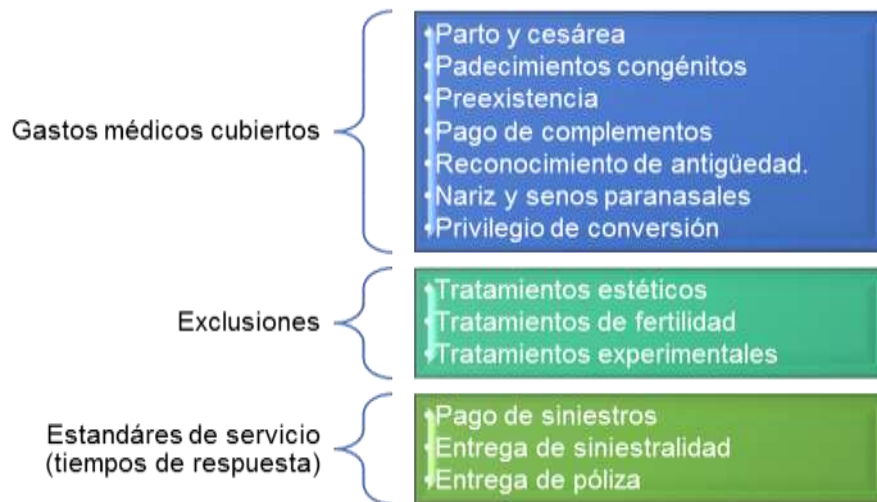 Gastos médicos cubiertos
•Parto y cesárea
•Padecimientos congénitos
•Preexistencia
•Pago de complementos
•Reconocimiento de antigüedad.
•Nariz y senos paranasales
•Privilegio de conversión
Exclusiones
•Tratamientos estéticos
•Tratamientos de fertilidad
•Tratamientos experimentales
Estandáres de servicio
(tiempos de respuesta)
•Pago de siniestros
•Entrega de siniestralidad
•Entrega de póliza